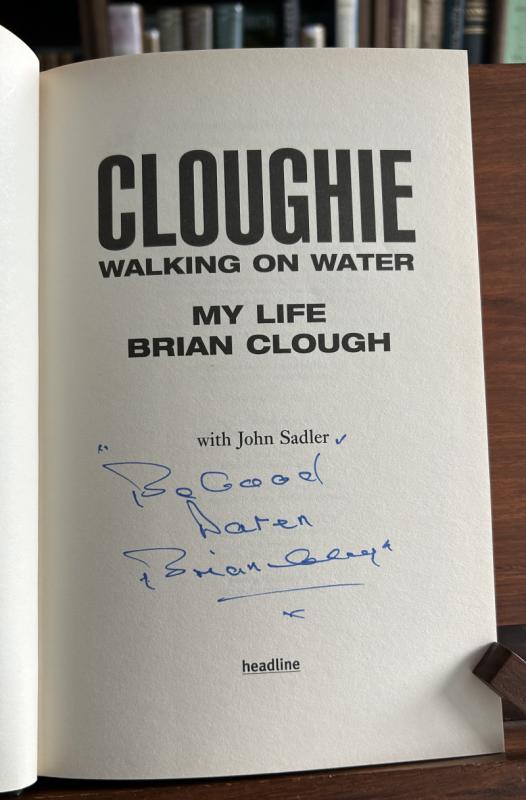 CLOUGHIE
WALKING ON WATER
MY LIFE
BRIAN CLOUGH
with John Sadler
Be Good
Daren
Brian Clough
headline